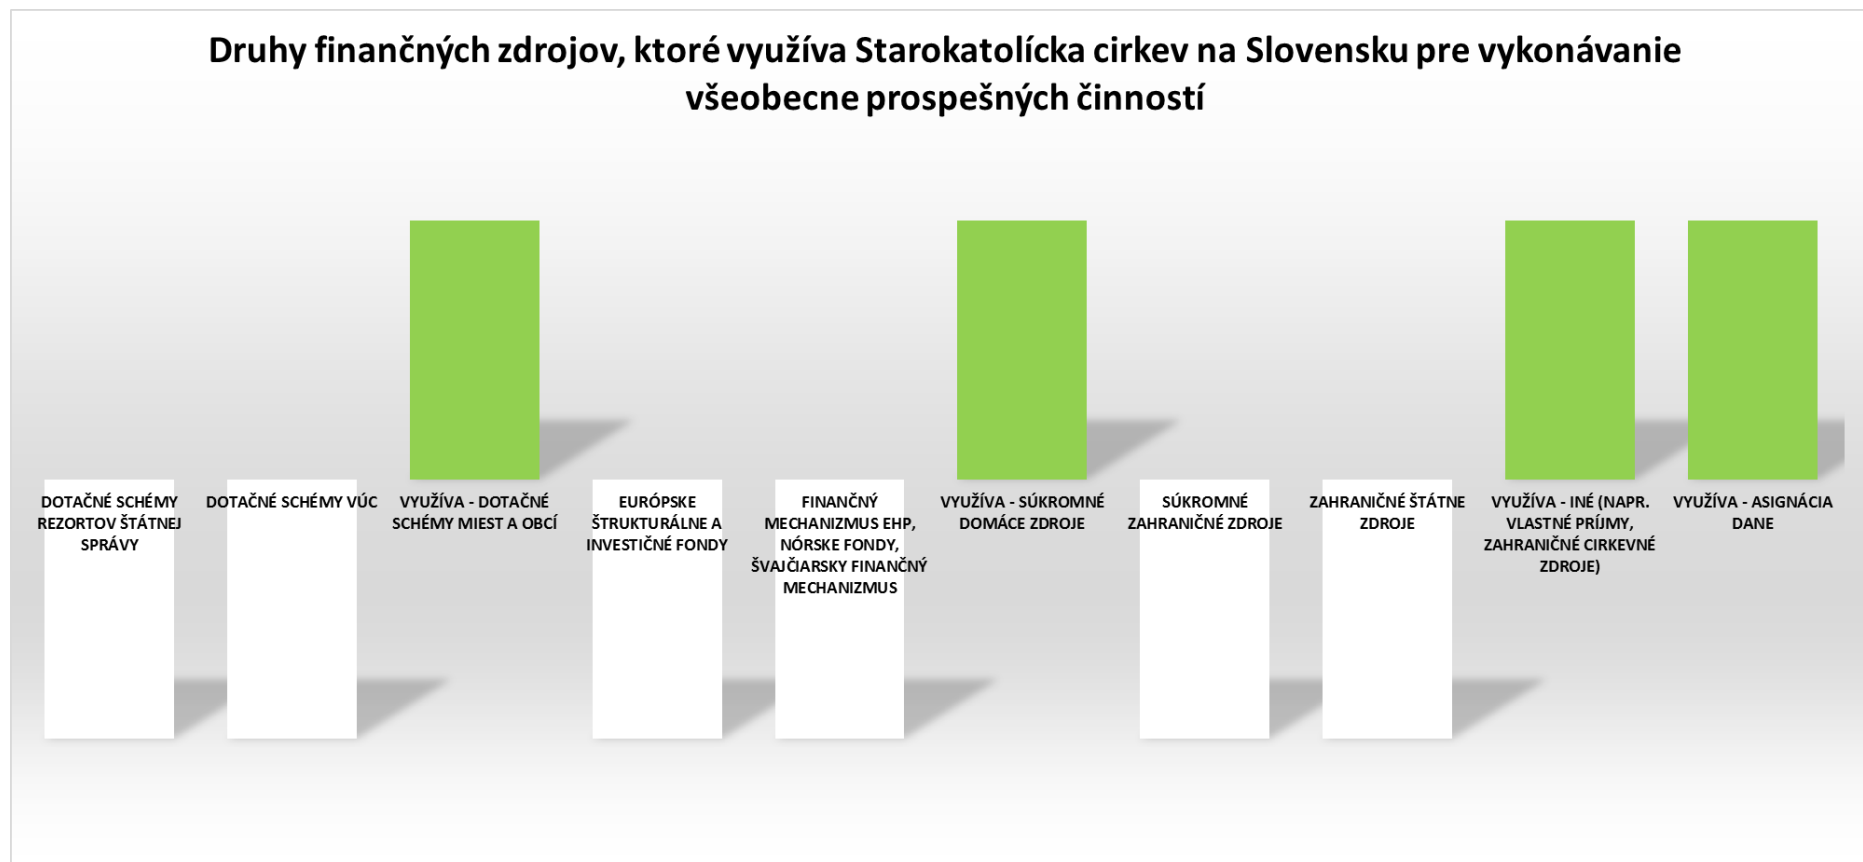 Druhy finančných zdrojov, ktoré využíva Starokatolícka cirkev na Slovensku pre vykonávanie
všeobecne prospešných činností
DOTAČNÉ SCHÉMY
REZORTOV ŠTÁTNEJ
SPRÁVY
DOTAČNÉ SCHÉMY VÚC
VYUŽÍVA - DOTAČNÉ
SCHÉMY MIEST A OBCÍ
EURÓPSKE
ŠTRUKTURÁLNE A
INVESTIČNÉ FONDY
FINANČNÝ
MECHANIZMUS EHP,
NÓRSKE FONDY,
ŠVAJČIARSKY FINANČNÝ
MECHANIZMUS
VYUŽÍVA - SÚKROMNÉ
DOMÁCE ZDROJE
SÚKROMNÉ
ZAHRANIČNÉ ZDROJE
ZAHRANIČNÉ ŠTÁTNE
ZDROJE
VYUŽÍVA - INÉ (NAPR.
VLASTNÉ PRÍJMY,
ZAHRANIČNÉ CIRKEVNÉ
ZDROJE)
VYUŽÍVA - ASIGNÁCIA
DANE